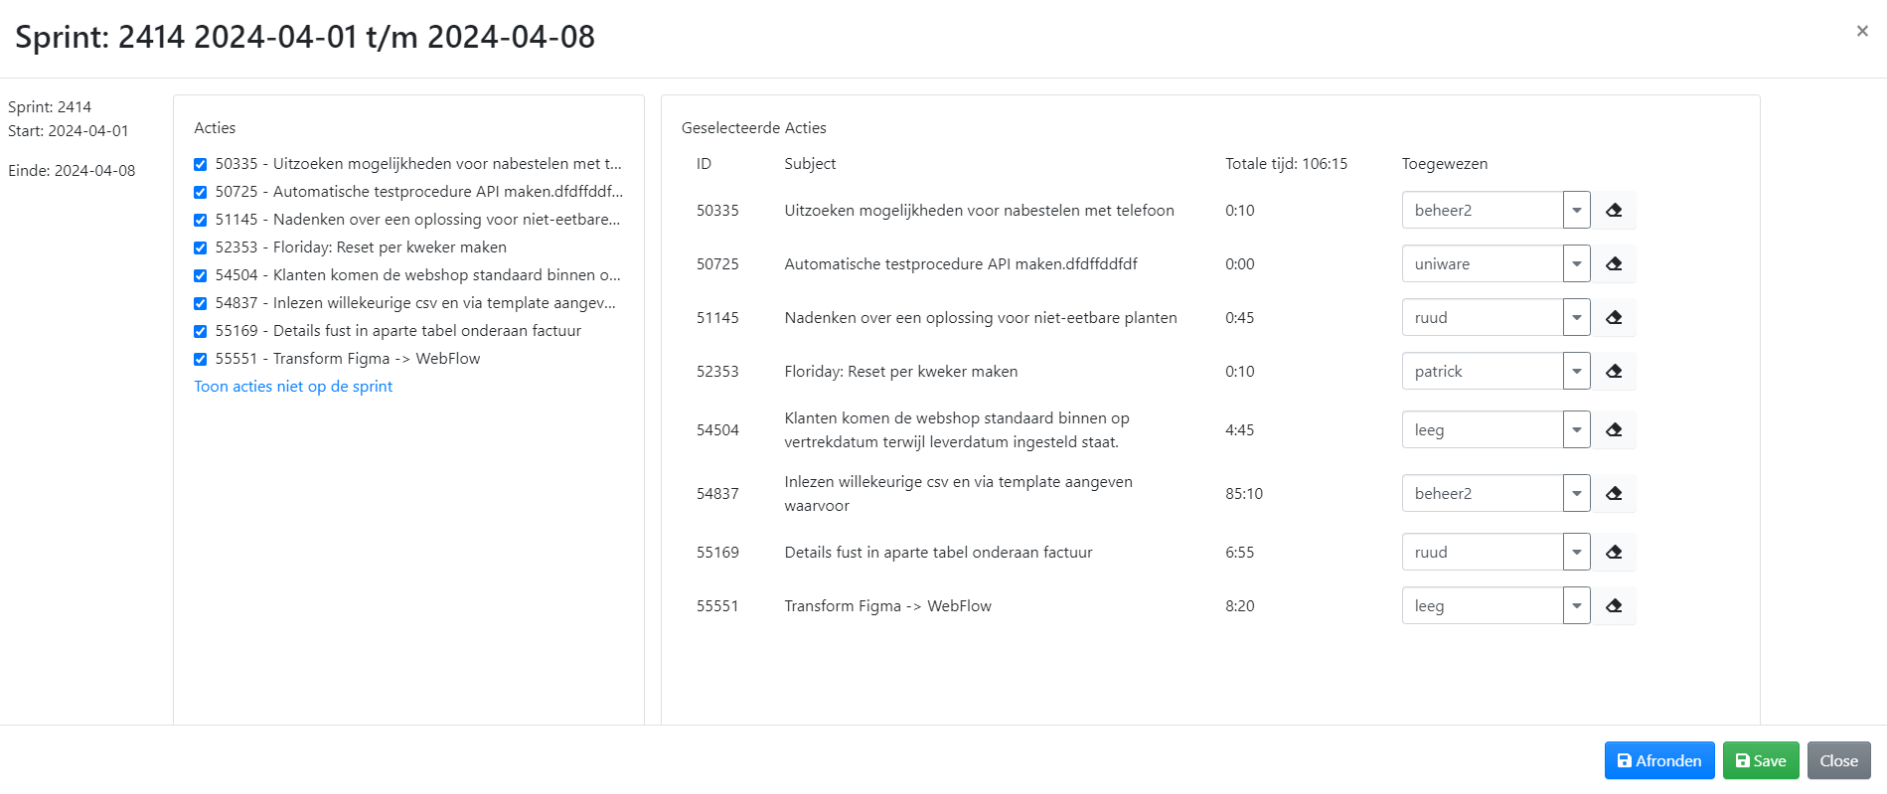 Sprint: 2414 2024-04-01 t/m 2024-04-08
×
Sprint: 2414
Start: 2024-04-01
Einde: 2024-04-08
Acties
50335 - Uitzoeken mogelijkheden voor nabestelen met t...
50725 - Automatische testprocedure API maken.dfdffddf...
51145 - Nadenken over een oplossing voor niet-eetbare...
52353 - Floriday: Reset per kweker maken
54504 - Klanten komen de webshop standaard binnen o...
54837 - Inlezen willekeurige csv en via template aangev...
55169 - Details fust in aparte tabel onderaan factuur
55551 - Transform Figma -> WebFlow
Toon acties niet op de sprint
Geselecteerde Acties
ID Subject Totale tijd: 106:15 Toegewezen
50335 Uitzoeken mogelijkheden voor nabestelen met telefoon 0:10 beheer2
50725 Automatische testprocedure API maken.dfdffddfdf 0:00 uniware
51145 Nadenken over een oplossing voor niet-eetbare planten 0:45 ruud
52353 Floriday: Reset per kweker maken 0:10 patrick
54504 Klanten komen de webshop standaard binnen op
vertrekdatum terwijl leverdatum ingesteld staat. 4:45 leeg
54837 Inlezen willekeurige csv en via template aangeven
waarvoor 85:10 beheer2
55169 Details fust in aparte tabel onderaan factuur 6:55 ruud
55551 Transform Figma -> WebFlow 8:20 leeg
Afronden Save Close